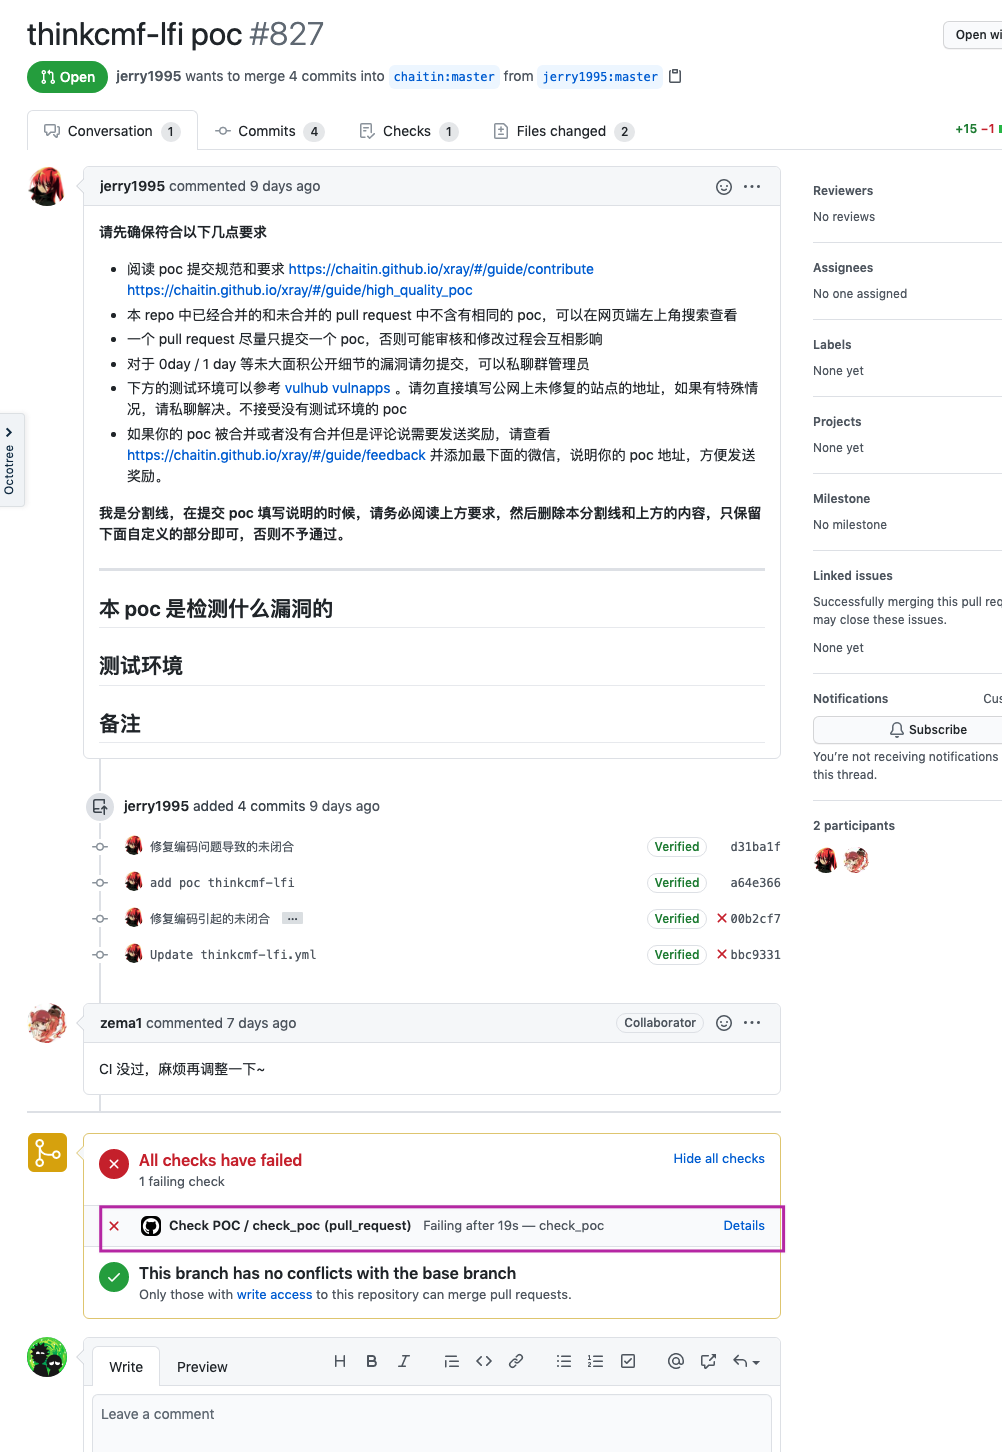 thinkcmf-lfi poc #827
Open wi
Open jerry1995 wants to merge 4 commits into chaitin:master from jerry1995:master
Conversation 1 Commits 4 Checks 1 Files changed 2
+15 −1
jerry1995 commented 9 days ago
请先确保符合以下几点要求
阅读 poc 提交规范和要求 https://chaitin.github.io/xray/#/guide/contribute
https://chaitin.github.io/xray/#/guide/high_quality_poc
本 repo 中已经合并的和未合并的 pull request 中不含有相同的 poc，可以在网页端左上角搜索查看
一个 pull request 尽量只提交一个 poc，否则可能审核和修改过程会互相影响
对于 0day / 1 day 等未大面积公开细节的漏洞请勿提交，可以私聊群管理员
下方的测试环境可以参考 vulhub vulnapps 。请勿直接填写公网上未修复的站点的地址，如果有特殊情
况，请私聊解决。不接受没有测试环境的 poc
如果你的 poc 被合并或者没有合并但是评论说需要发送奖励，请查看
https://chaitin.github.io/xray/#/guide/feedback 并添加最下面的微信，说明你的 poc 地址，方便发送
奖励。
我是分割线，在提交 poc 填写说明的时候，请务必阅读上方要求，然后删除本分割线和上方的内容，只保留
下面自定义的部分即可，否则不予通过。
本 poc 是检测什么漏洞的
测试环境
备注
jerry1995 added 4 commits 9 days ago
修复编码问题导致的未闭合 Verified d31ba1f
add poc thinkcmf-lfi Verified a64e366
修复编码引起的未闭合 … Verified 00b2cf7
Update thinkcmf-lfi.yml Verified bbc9331
zema1 commented 7 days ago Collaborator
CI 没过，麻烦再调整一下~
All checks have failed Hide all checks
1 failing check
Check POC / check_poc (pull_request) Failing after 19s — check_poc Details
This branch has no conflicts with the base branch
Only those with write access to this repository can merge pull requests.
Write Preview
Leave a comment
Octotree
Reviewers
No reviews
Assignees
No one assigned
Labels
None yet
Projects
None yet
Milestone
No milestone
Linked issues
Successfully merging this pull req
may close these issues.
None yet
Notifications Cus
Subscribe
You're not receiving notifications
this thread.
2 participants